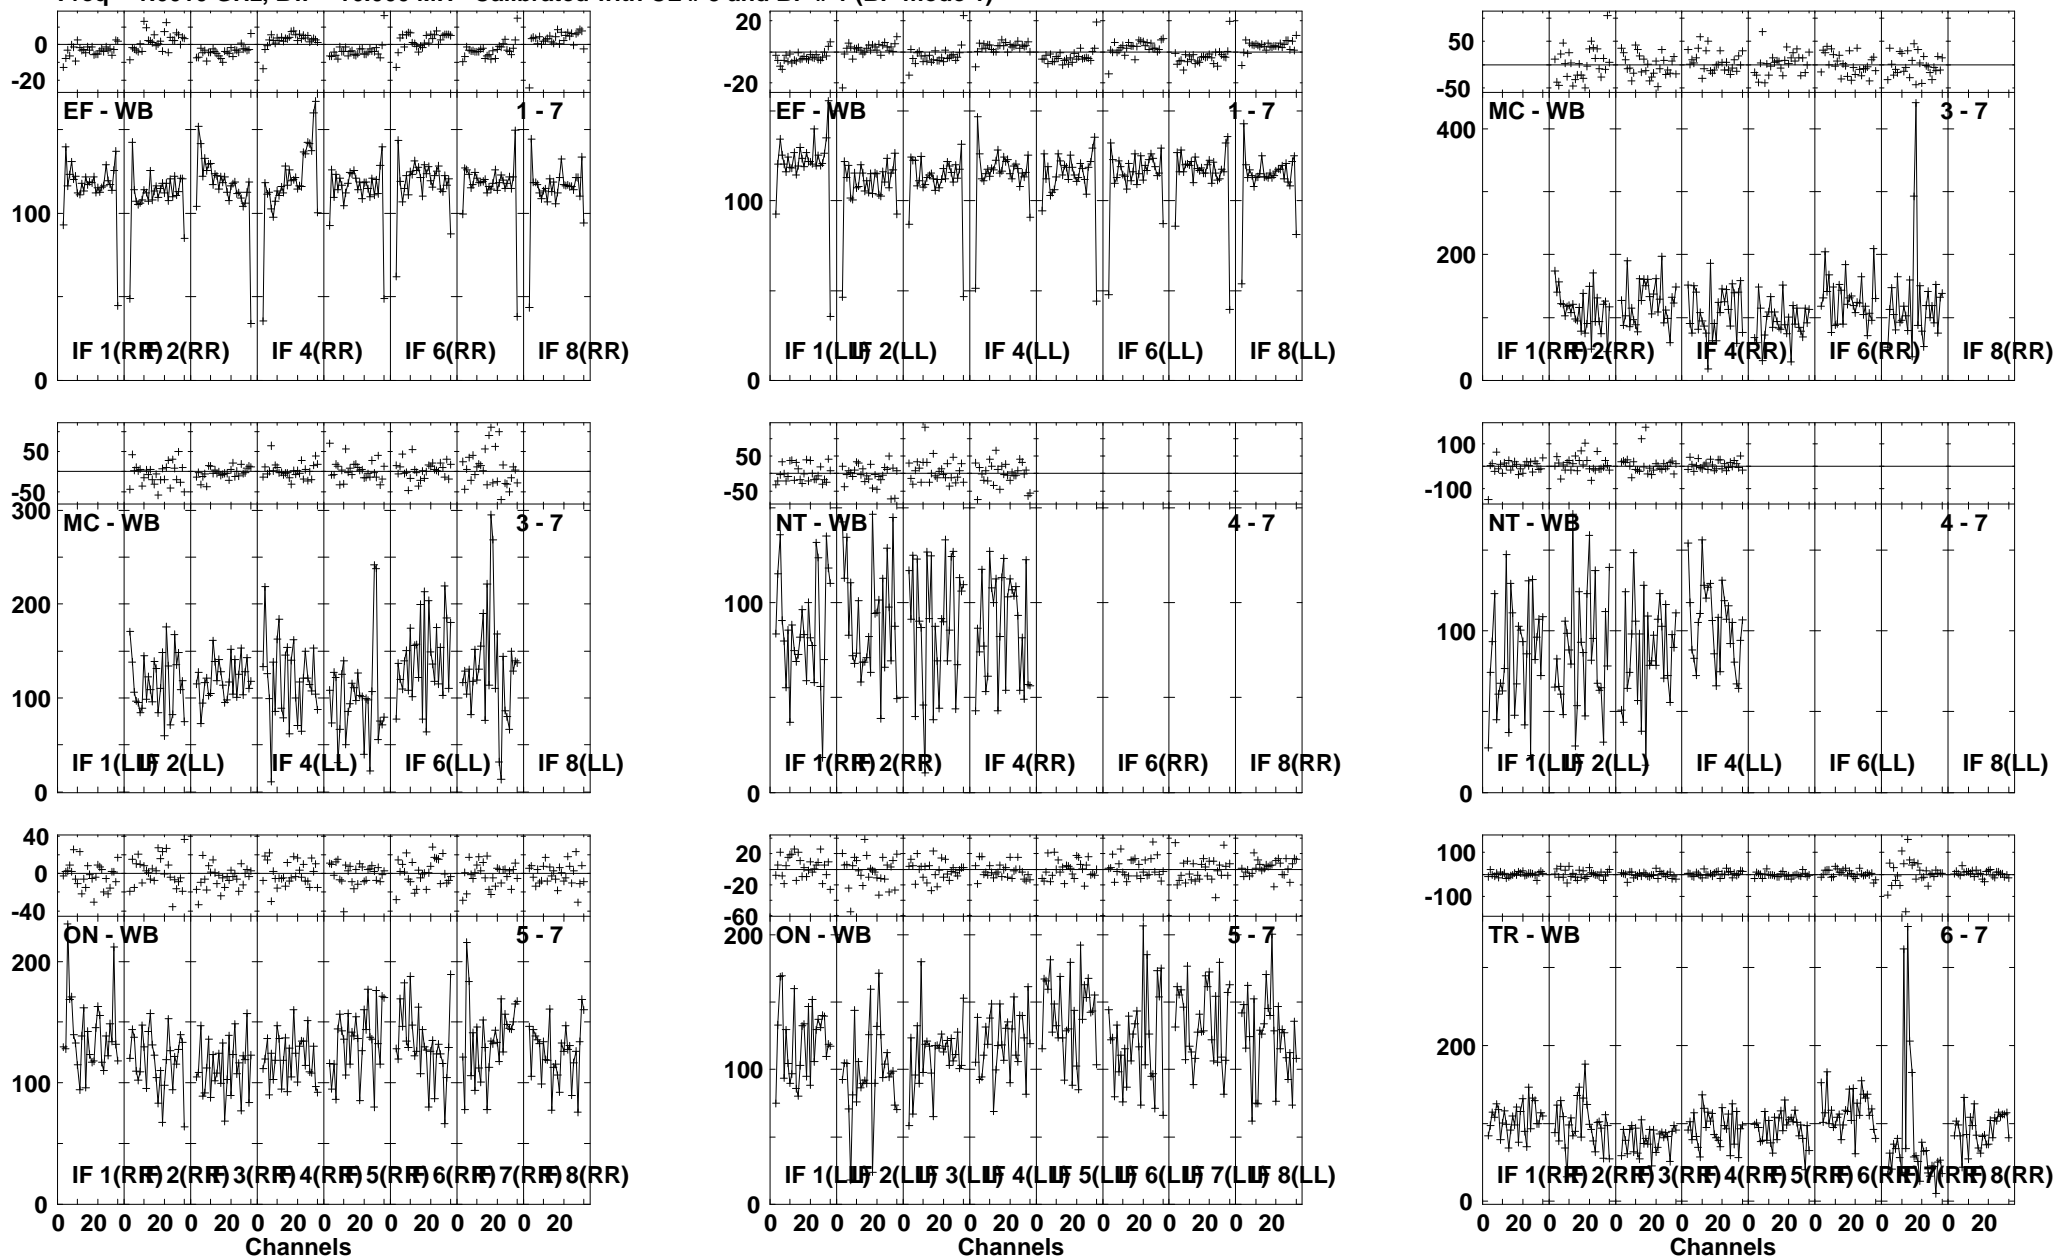 0
-20
EF - WB 1 - 7
100
0
IF 1(RR) IF 2(RR) IF 4(RR) IF 6(RR) IF 8(RR)
20
0
-20
EF - WB 1 - 7
100
0
IF 1(LL) IF 2(LL) IF 4(LL) IF 6(LL) IF 8(LL)
50
0
-50
MC - WB 3 - 7
400
200
0
IF 1(RR) IF 2(RR) IF 4(RR) IF 6(RR) IF 8(RR)
50
-50
300
MC - WB 3 - 7
200
100
0
IF 1(LL) IF 2(LL) IF 4(LL) IF 6(LL) IF 8(LL)
50
-50
NT - WB 4 - 7
100
0
IF 1(RR) IF 2(RR) IF 4(RR) IF 6(RR) IF 8(RR)
100
-100
NT - WB 4 - 7
100
0
IF 1(LL) IF 2(LL) IF 4(LL) IF 6(LL) IF 8(LL)
40
0
-40
ON - WB 5 - 7
200
100
0
IF 1(RR) IF 2(RR) IF 3(RR) IF 4(RR) IF 5(RR) IF 6(RR) IF 7(RR) IF 8(RR)
0 20 0 20 0 20 0 20 0 20 0 20 0 20 0 20
Channels
20
-20
-60
200
ON - WB 5 - 7
100
0
IF 1(LL) IF 2(LL) IF 3(LL) IF 4(LL) IF 5(LL) IF 6(LL) IF 7(LL) IF 8(LL)
0 20 0 20 0 20 0 20 0 20 0 20 0 20 0 20
Channels
100
-100
TR - WB 6 - 7
200
0
IF 1(RR) IF 2(RR) IF 3(RR) IF 4(RR) IF 5(RR) IF 6(RR) IF 7(RR) IF 8(RR)
0 20 0 20 0 20 0 20 0 20 0 20 0 20 0 20
Channels